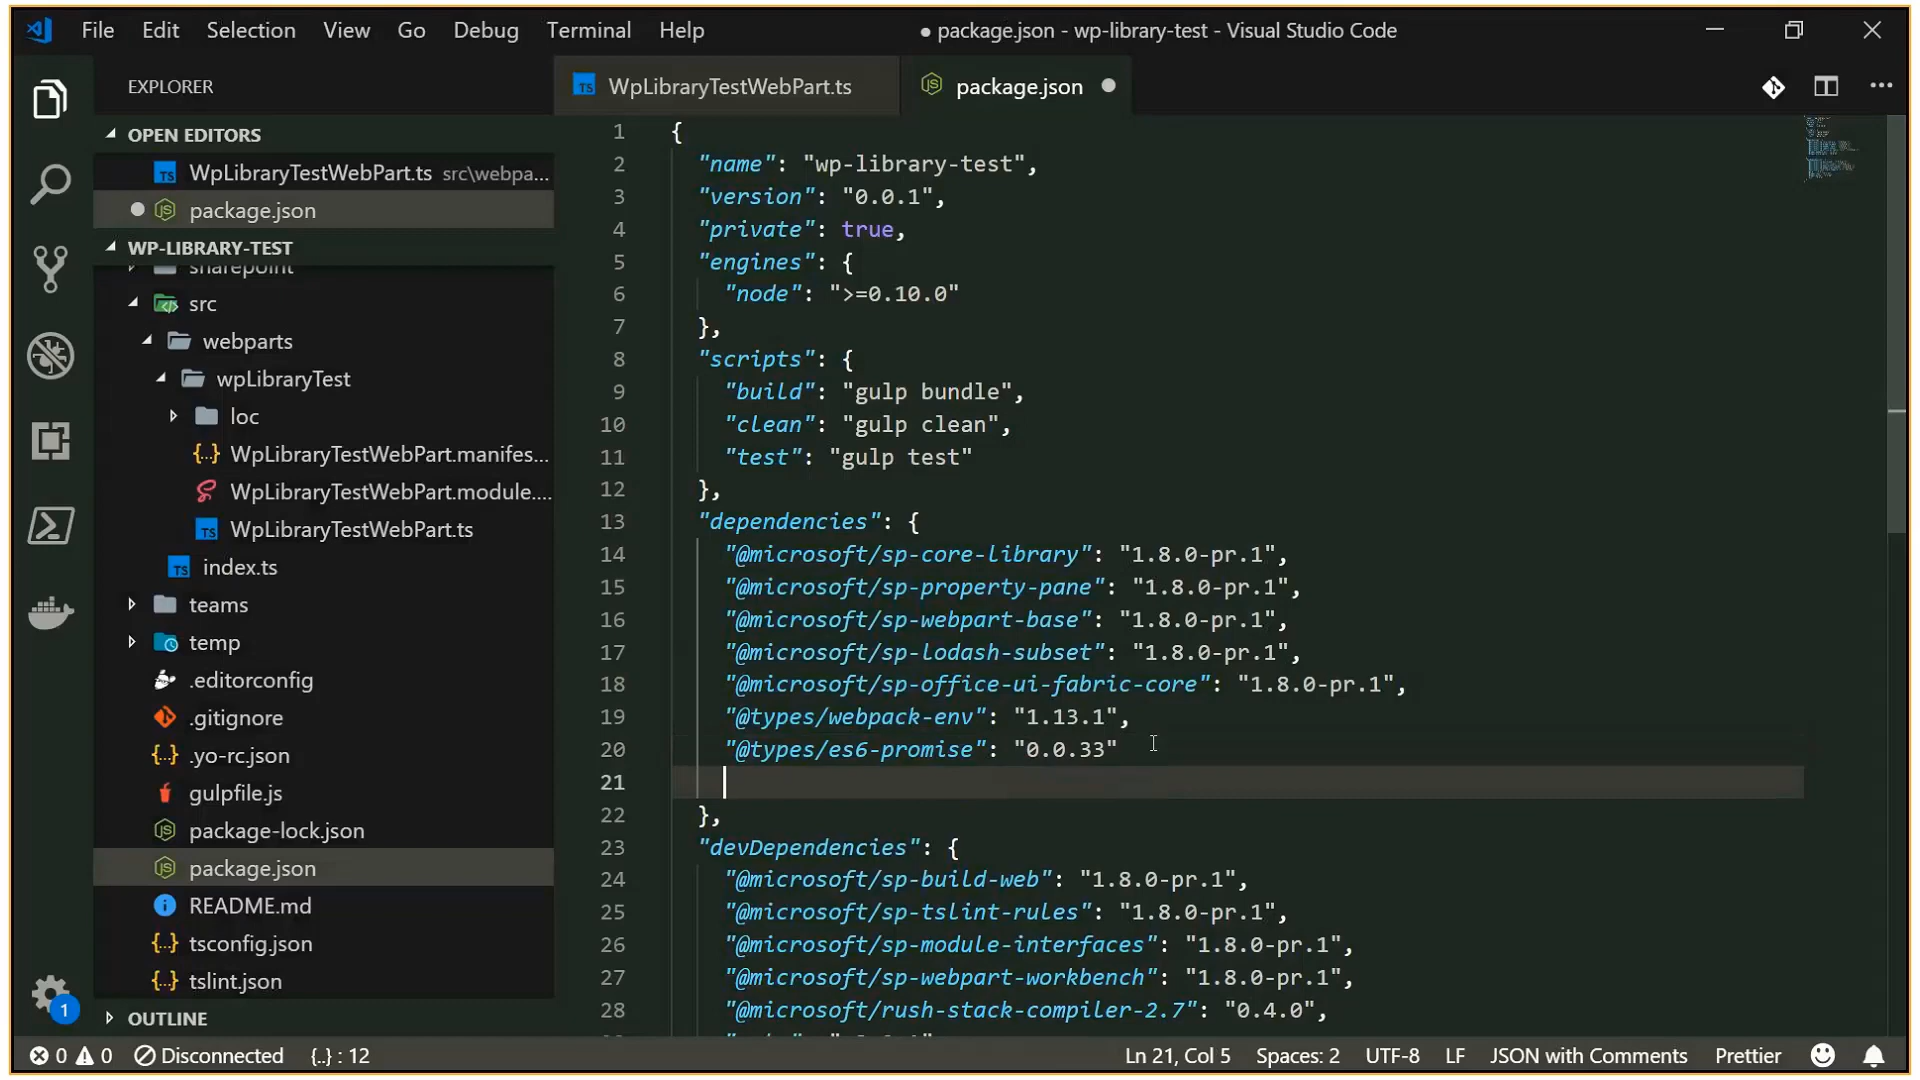 File Edit Selection View Go Debug Terminal Help
● package.json - wp-library-test - Visual Studio Code
EXPLORER
OPEN EDITORS
WpLibraryTestWebPart.ts src\webpa...
package.json
WP-LIBRARY-TEST
sharepoint
src
webparts
wpLibraryTest
loc
WpLibraryTestWebPart.manifes...
WpLibraryTestWebPart.module....
WpLibraryTestWebPart.ts
index.ts
teams
temp
.editorconfig
.gitignore
.yo-rc.json
gulpfile.js
package-lock.json
package.json
README.md
tsconfig.json
tslint.json
OUTLINE
1
WpLibraryTestWebPart.ts
package.json
1 {
2 "name": "wp-library-test",
3 "version": "0.0.1",
4 "private": true,
5 "engines": {
6 "node": ">=0.10.0"
7 },
8 "scripts": {
9 "build": "gulp bundle",
10 "clean": "gulp clean",
11 "test": "gulp test"
12 },
13 "dependencies": {
14 "@microsoft/sp-core-library": "1.8.0-pr.1",
15 "@microsoft/sp-property-pane": "1.8.0-pr.1",
16 "@microsoft/sp-webpart-base": "1.8.0-pr.1",
17 "@microsoft/sp-lodash-subset": "1.8.0-pr.1",
18 "@microsoft/sp-office-ui-fabric-core": "1.8.0-pr.1",
19 "@types/webpack-env": "1.13.1",
20 "@types/es6-promise": "0.0.33"
21
22 },
23 "devDependencies": {
24 "@microsoft/sp-build-web": "1.8.0-pr.1",
25 "@microsoft/sp-tslint-rules": "1.8.0-pr.1",
26 "@microsoft/sp-module-interfaces": "1.8.0-pr.1",
27 "@microsoft/sp-webpart-workbench": "1.8.0-pr.1",
28 "@microsoft/rush-stack-compiler-2.7": "0.4.0",
0 0 Disconnected {..} : 12 Ln 21, Col 5 Spaces: 2 UTF-8 LF JSON with Comments Prettier